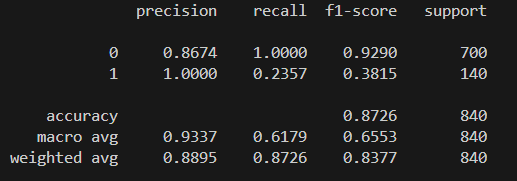 precision recall f1-score support
0 0.8674 1.0000 0.9290 700
1 1.0000 0.2357 0.3815 140
accuracy 0.8726 840
macro avg 0.9337 0.6179 0.6553 840
weighted avg 0.8895 0.8726 0.8377 840